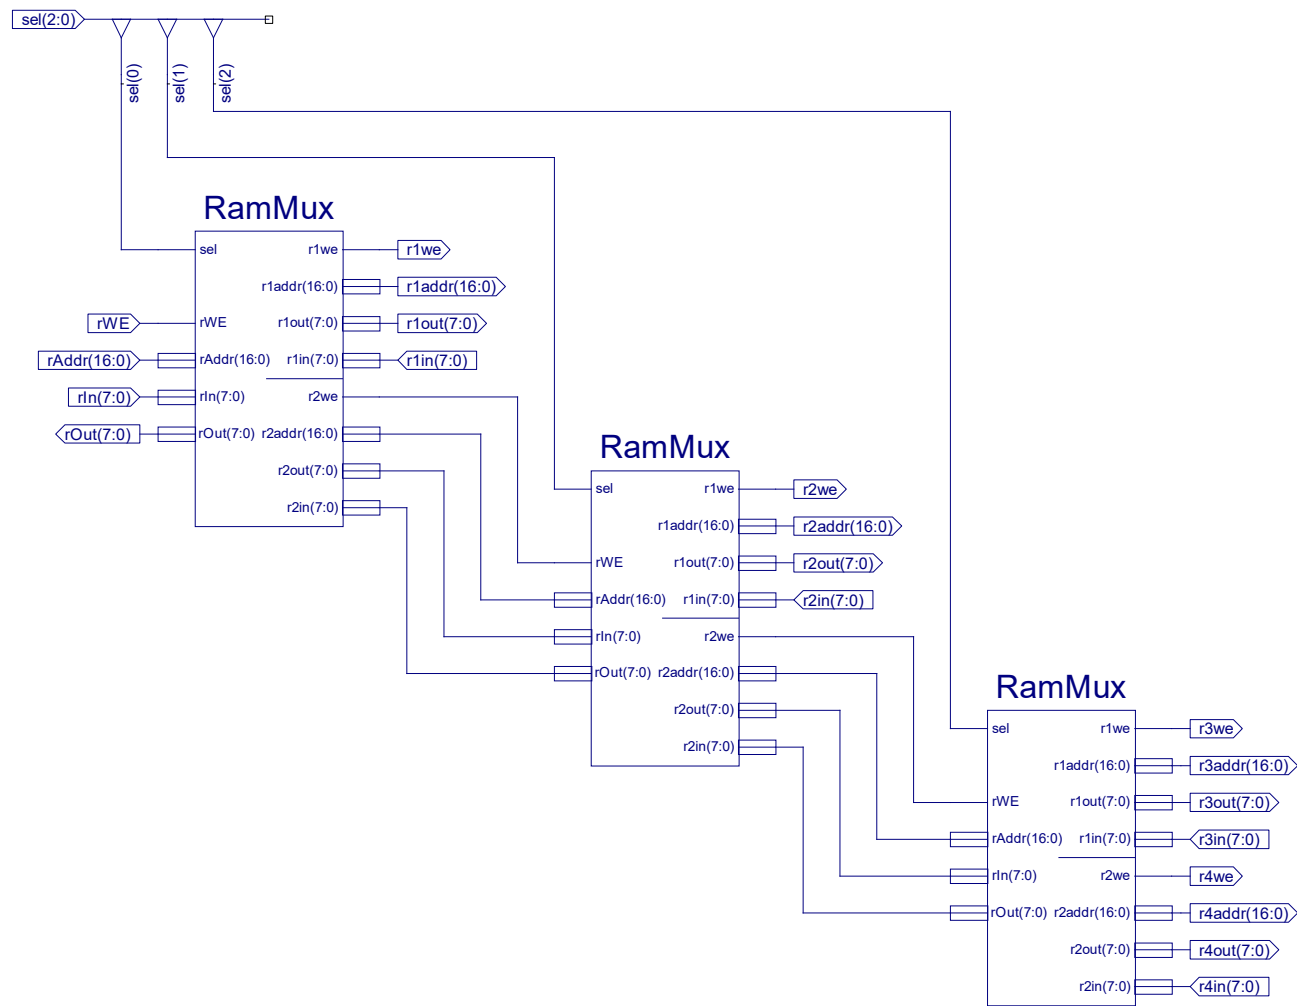 sel(2:0)
sel(0)
sel(1)
sel(2)
RamMux
sel
r1we
r1we
r1addr(16:0)
r1addr(16:0)
rWE
rWE
r1out(7:0)
r1out(7:0)
rAddr(16:0)
rAddr(16:0)
r1in(7:0)
r1in(7:0)
rIn(7:0)
rIn(7:0)
r2we
rOut(7:0)
rOut(7:0)
r2addr(16:0)
r2out(7:0)
r2in(7:0)
RamMux
sel
r1we
r2we
r1addr(16:0)
r2addr(16:0)
rWE
r1out(7:0)
r2out(7:0)
rAddr(16:0)
r1in(7:0)
r2in(7:0)
rIn(7:0)
r2we
rOut(7:0)
r2addr(16:0)
r2out(7:0)
r2in(7:0)
RamMux
sel
r1we
r3we
r1addr(16:0)
r3addr(16:0)
rWE
r1out(7:0)
r3out(7:0)
rAddr(16:0)
r1in(7:0)
r3in(7:0)
rIn(7:0)
r2we
r4we
rOut(7:0)
r2addr(16:0)
r4addr(16:0)
r2out(7:0)
r4out(7:0)
r2in(7:0)
r4in(7:0)